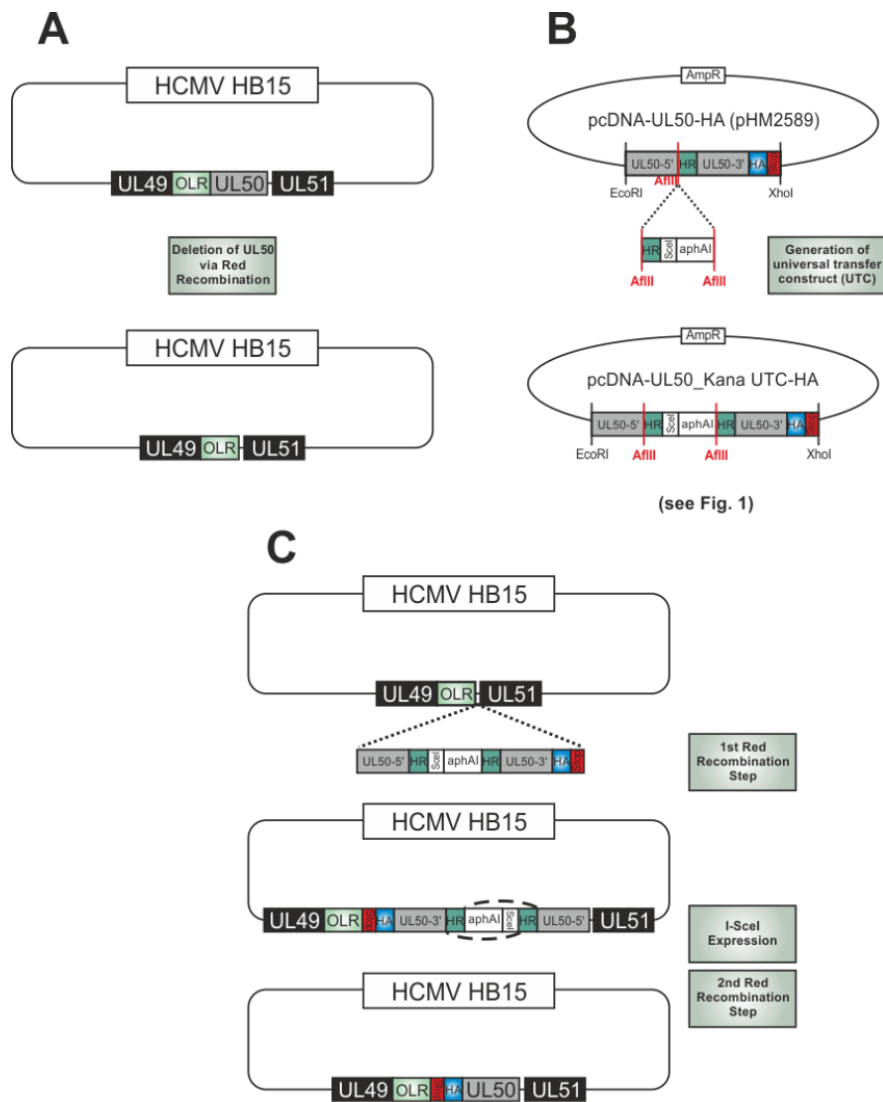 A
HCMV HB15
UL49 OLR UL50 UL51
Deletion of UL50
via Red
Recombination
HCMV HB15
UL49 OLR UL51
B
AmpR
pcDNA-UL50-HA (pHM2589)
UL50-5' HR UL50-3' HA Stop
AflII
EcoRI XhoI
HR SceI aphAI
AflII AflII
Generation of
universal transfer
construct (UTC)
AmpR
pcDNA-UL50_Kana UTC-HA
UL50-5' HR SceI aphAI HR UL50-3' HA Stop
EcoRI AflII AflII XhoI
(see Fig. 1)
C
HCMV HB15
UL49 OLR UL51
UL50-5' HR SceI aphAI HR UL50-3' HA Stop
1st Red
Recombination
Step
HCMV HB15
UL49 OLR Stop HA UL50-3' HR aphAI SceI HR UL50-5' UL51
I-SceI
Expression
HCMV HB15
2nd Red
Recombination
Step
UL49 OLR Stop HA UL50 UL51